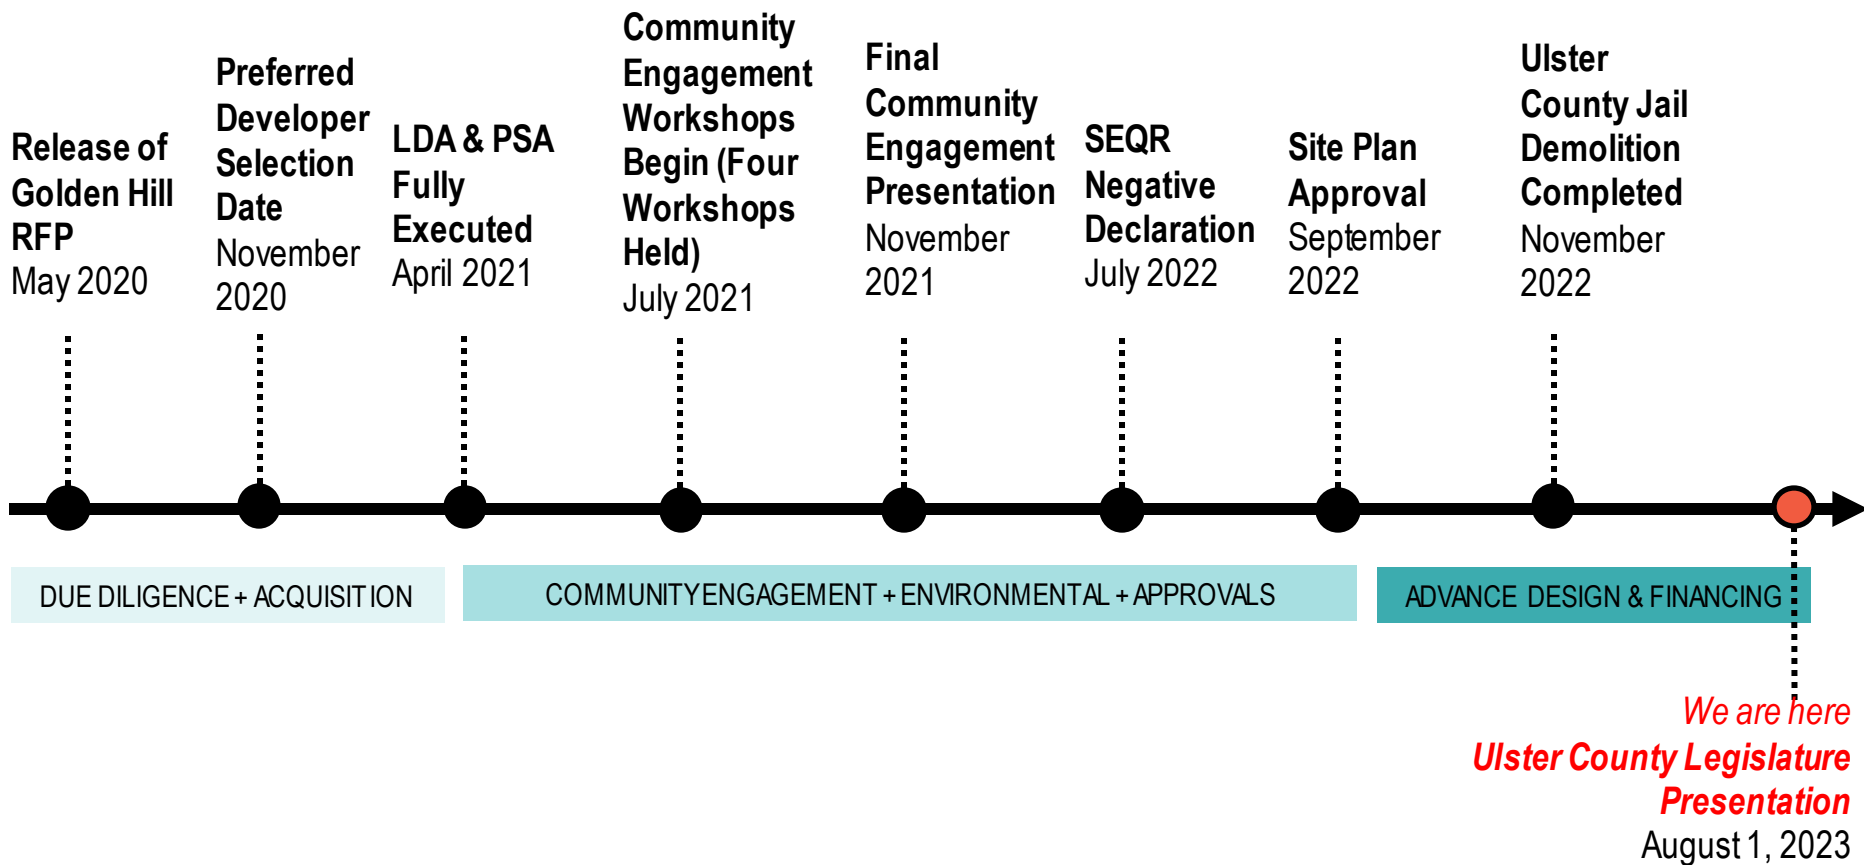 Release of
Golden Hill
RFP
May 2020
Preferred
Developer
Selection
Date
November
2020
LDA & PSA
Fully
Executed
April 2021
Community
Engagement
Workshops
Begin (Four
Workshops
Held)
July 2021
Final
Community
Engagement
Presentation
November
2021
SEQR
Negative
Declaration
July 2022
Site Plan
Approval
September
2022
Ulster
County Jail
Demolition
Completed
November
2022
DUE DILIGENCE + ACQUISITION
COMMUNITY ENGAGEMENT + ENVIRONMENTAL + APPROVALS
ADVANCE DESIGN & FINANCING
We are here
Ulster County Legislature
Presentation
August 1, 2023